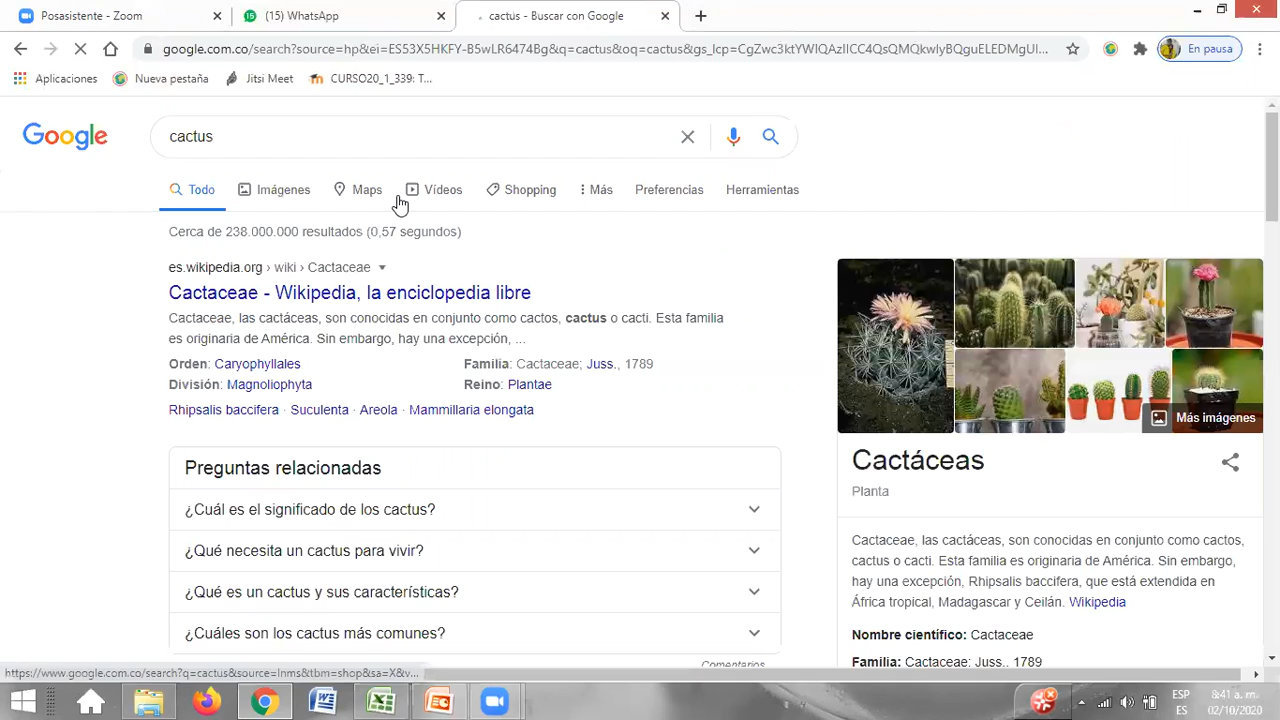 Posasistente - Zoom
(15) WhatsApp
cactus - Buscar con Google
google.com.co/search?source=hp&ei=ES53X5HKFY-B5wLR6474Bg&q=cactus&oq=cactus&gs_lcp=CgZwc3ktYWIQAzIICC4QsQMQkwIyBQguELEDMgUI...
En pausa
Aplicaciones
Nueva pestaña
Jitsi Meet
CURSO20_1_339: T...
Google
cactus
Todo
Imágenes
Maps
Vídeos
Shopping
Más
Preferencias
Herramientas
Cerca de 238.000.000 resultados (0,57 segundos)
es.wikipedia.org › wiki › Cactaceae
Cactaceae - Wikipedia, la enciclopedia libre
Cactaceae, las cactáceas, son conocidas en conjunto como cactos, cactus o cacti. Esta familia
es originaria de América. Sin embargo, hay una excepción, ...
Orden: Caryophyllales
Familia: Cactaceae; Juss., 1789
División: Magnoliophyta
Reino: Plantae
Rhipsalis baccifera · Suculenta · Areola · Mammillaria elongata
Preguntas relacionadas
¿Cuál es el significado de los cactus?
¿Qué necesita un cactus para vivir?
¿Qué es un cactus y sus características?
¿Cuáles son los cactus más comunes?
Comentarios
Más imágenes
Cactáceas
Planta
Cactaceae, las cactáceas, son conocidas en conjunto como cactos,
cactus o cacti. Esta familia es originaria de América. Sin embargo,
hay una excepción, Rhipsalis baccifera, que está extendida en
África tropical, Madagascar y Ceilán. Wikipedia
Nombre científico: Cactaceae
Familia: Cactaceae; Juss., 1789
https://www.google.com.co/search?q=cactus&source=lnms&tbm=shop&sa=X&v...
ESP
ES
8:41 a. m.
02/10/2020